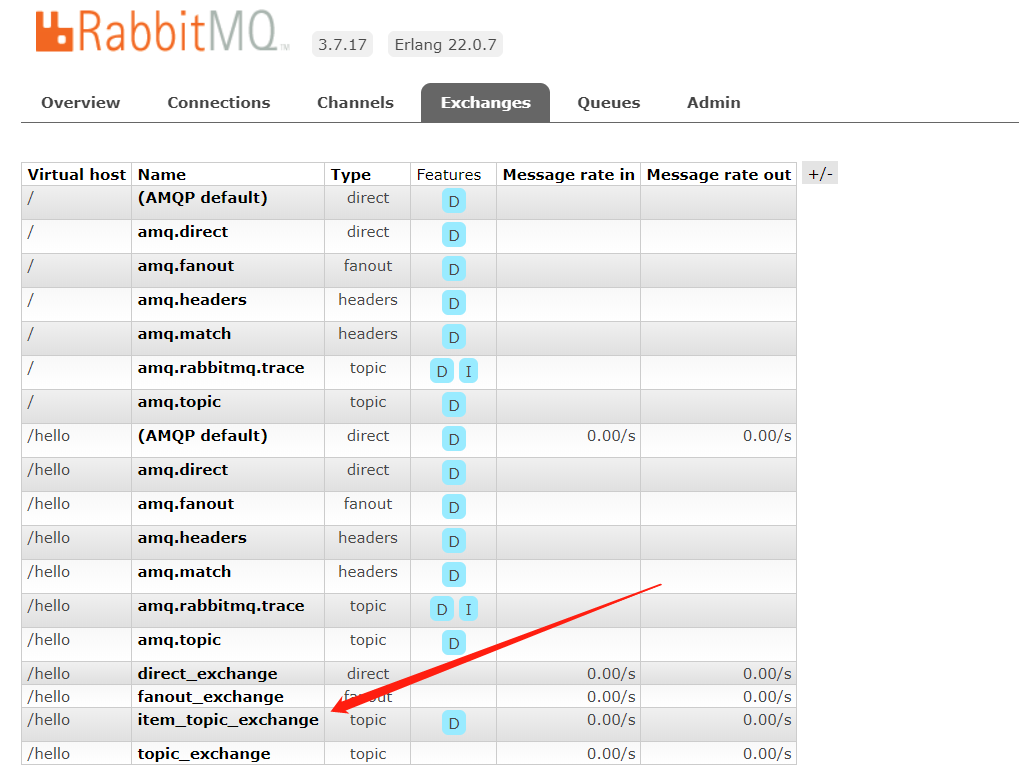 RabbitMQ TM 3.7.17 Erlang 22.0.7
Overview Connections Channels Exchanges Queues Admin
Virtual host Name Type Features Message rate in Message rate out +/-
/ (AMQP default) direct D
/ amq.direct direct D
/ amq.fanout fanout D
/ amq.headers headers D
/ amq.match headers D
/ amq.rabbitmq.trace topic D I
/ amq.topic topic D
/hello (AMQP default) direct D 0.00/s 0.00/s
/hello amq.direct direct D
/hello amq.fanout fanout D
/hello amq.headers headers D
/hello amq.match headers D
/hello amq.rabbitmq.trace topic D I
/hello amq.topic topic D
/hello direct_exchange direct 0.00/s 0.00/s
/hello fanout_exchange fanout 0.00/s 0.00/s
/hello item_topic_exchange topic D 0.00/s 0.00/s
/hello topic_exchange topic 0.00/s 0.00/s